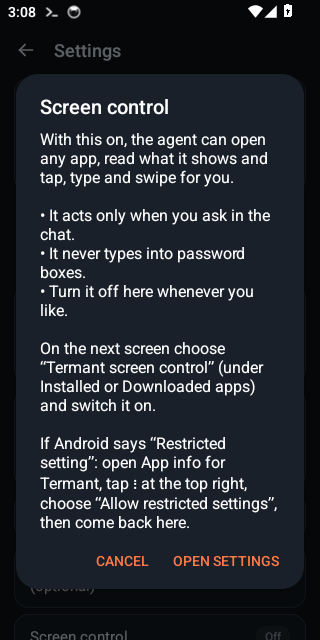 3:08
Settings
Screen control
With this on, the agent can open
any app, read what it shows and
tap, type and swipe for you.
• It acts only when you ask in the
chat.
• It never types into password
boxes.
• Turn it off here whenever you
like.
On the next screen choose
“Termant screen control” (under
Installed or Downloaded apps)
and switch it on.
If Android says “Restricted
setting”: open App info for
Termant, tap ⋮ at the top right,
choose “Allow restricted settings”,
then come back here.
CANCEL OPEN SETTINGS
(optional)
Screen control Off